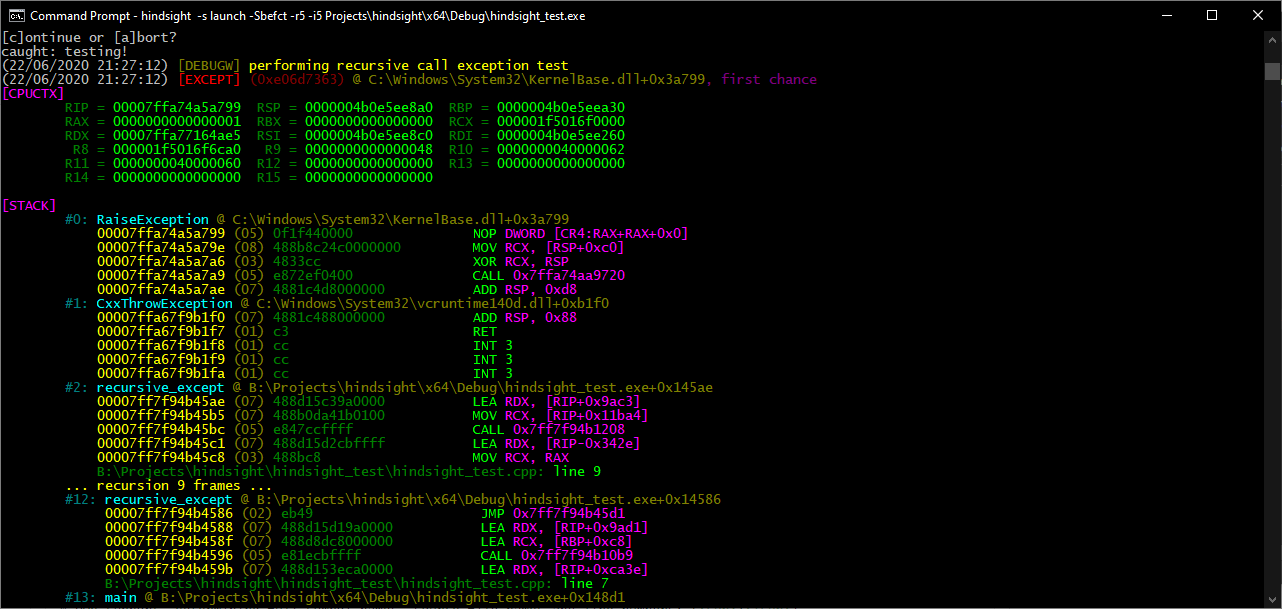 Command Prompt - hindsight  -s launch -Sbefct -r5 -i5 Projects\hindsight\x64\Debug\hindsight_test.exe
[c]ontinue or [a]bort?
caught: testing!
(22/06/2020 21:27:12) [DEBUGW] performing recursive call exception test
(22/06/2020 21:27:12) [EXCEPT] (0xe06d7363) @ C:\Windows\System32\KernelBase.dll+0x3a799, first chance
[CPUCTX]
RIP = 00007ffa74a5a799  RSP = 0000004b0e5ee8a0  RBP = 0000004b0e5eea30
RAX = 0000000000000001  RBX = 0000000000000000  RCX = 000001f5016f0000
RDX = 00007ffa77164ae5  RSI = 0000004b0e5ee8c0  RDI = 0000004b0e5ee260
R8 = 000001f5016f6ca0  R9 = 0000000000000048  R10 = 0000000040000062
R11 = 0000000040000060  R12 = 0000000000000000  R13 = 0000000000000000
R14 = 0000000000000000  R15 = 0000000000000000
[STACK]
#0: RaiseException @ C:\Windows\System32\KernelBase.dll+0x3a799
00007ffa74a5a799 (05) 0f1f440000 NOP DWORD [CR4:RAX+RAX+0x0]
00007ffa74a5a79e (08) 488b8c24c0000000 MOV RCX, [RSP+0xc0]
00007ffa74a5a7a6 (03) 4833cc XOR RCX, RSP
00007ffa74a5a7a9 (05) e872ef0400 CALL 0x7ffa74aa9720
00007ffa74a5a7ae (07) 4881c4d8000000 ADD RSP, 0xd8
#1: CxxThrowException @ C:\Windows\System32\vcruntime140d.dll+0xb1f0
00007ffa67f9b1f0 (07) 4881c488000000 ADD RSP, 0x88
00007ffa67f9b1f7 (01) c3 RET
00007ffa67f9b1f8 (01) cc INT 3
00007ffa67f9b1f9 (01) cc INT 3
00007ffa67f9b1fa (01) cc INT 3
#2: recursive_except @ B:\Projects\hindsight\x64\Debug\hindsight_test.exe+0x145ae
00007ff7f94b45ae (07) 488d15c39a0000 LEA RDX, [RIP+0x9ac3]
00007ff7f94b45b5 (07) 488b0da41b0100 MOV RCX, [RIP+0x11ba4]
00007ff7f94b45bc (05) e847ccffff CALL 0x7ff7f94b1208
00007ff7f94b45c1 (07) 488d15d2cbffff LEA RDX, [RIP-0x342e]
00007ff7f94b45c8 (03) 488bc8 MOV RCX, RAX
B:\Projects\hindsight\hindsight_test\hindsight_test.cpp: line 9
... recursion 9 frames ...
#12: recursive_except @ B:\Projects\hindsight\x64\Debug\hindsight_test.exe+0x14586
00007ff7f94b4586 (02) eb49 JMP 0x7ff7f94b45d1
00007ff7f94b4588 (07) 488d15d19a0000 LEA RDX, [RIP+0x9ad1]
00007ff7f94b458f (07) 488d8dc8000000 LEA RCX, [RBP+0xc8]
00007ff7f94b4596 (05) e81ecbffff CALL 0x7ff7f94b10b9
00007ff7f94b459b (07) 488d153eca0000 LEA RDX, [RIP+0xca3e]
B:\Projects\hindsight\hindsight_test\hindsight_test.cpp: line 7
#13: main @ B:\Projects\hindsight\x64\Debug\hindsight_test.exe+0x148d1